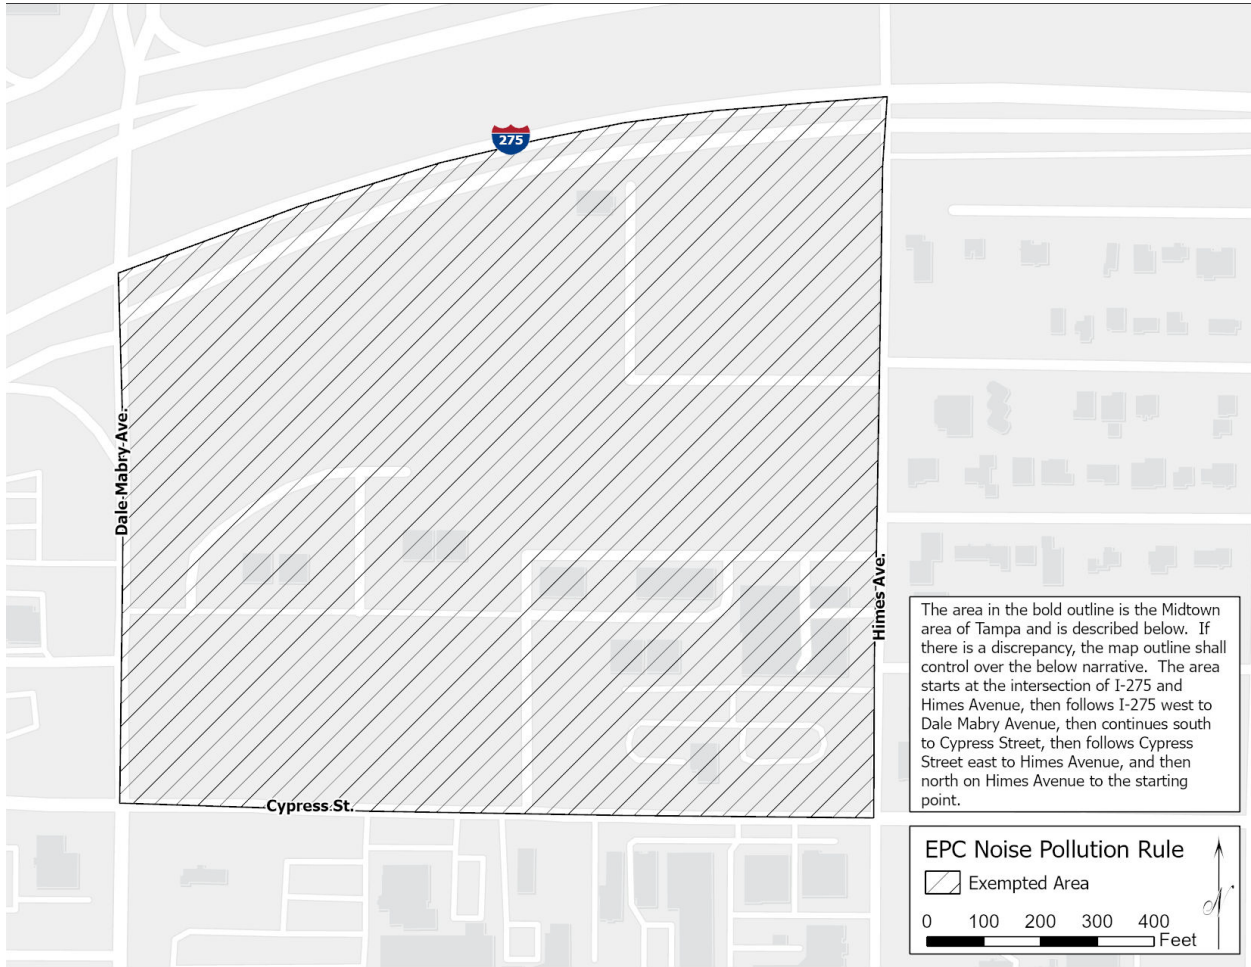 275
Dale Mabry Ave.
Himes Ave.
Cypress St.
The area in the bold outline is the Midtown
area of Tampa and is described below. If
there is a discrepancy, the map outline shall
control over the below narrative. The area
starts at the intersection of I-275 and
Himes Avenue, then follows I-275 west to
Dale Mabry Avenue, then continues south
to Cypress Street, then follows Cypress
Street east to Himes Avenue, and then
north on Himes Avenue to the starting
point.
EPC Noise Pollution Rule
Exempted Area
0 100 200 300 400
Feet
N